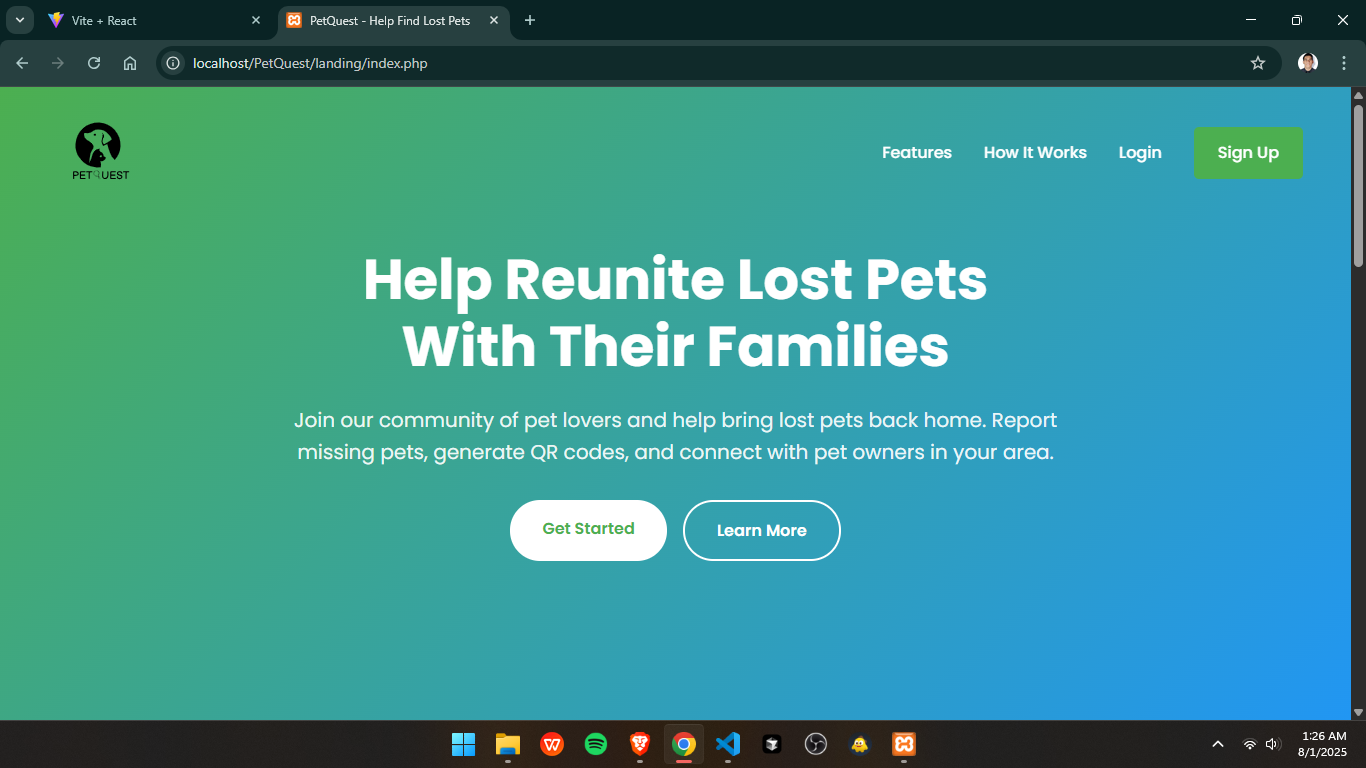 Vite + React
PetQuest - Help Find Lost Pets
localhost/PetQuest/landing/index.php
PETQUEST
Features
How It Works
Login
Sign Up
Help Reunite Lost Pets
With Their Families
Join our community of pet lovers and help bring lost pets back home. Report
missing pets, generate QR codes, and connect with pet owners in your area.
Get Started
Learn More
1:26 AM
8/1/2025